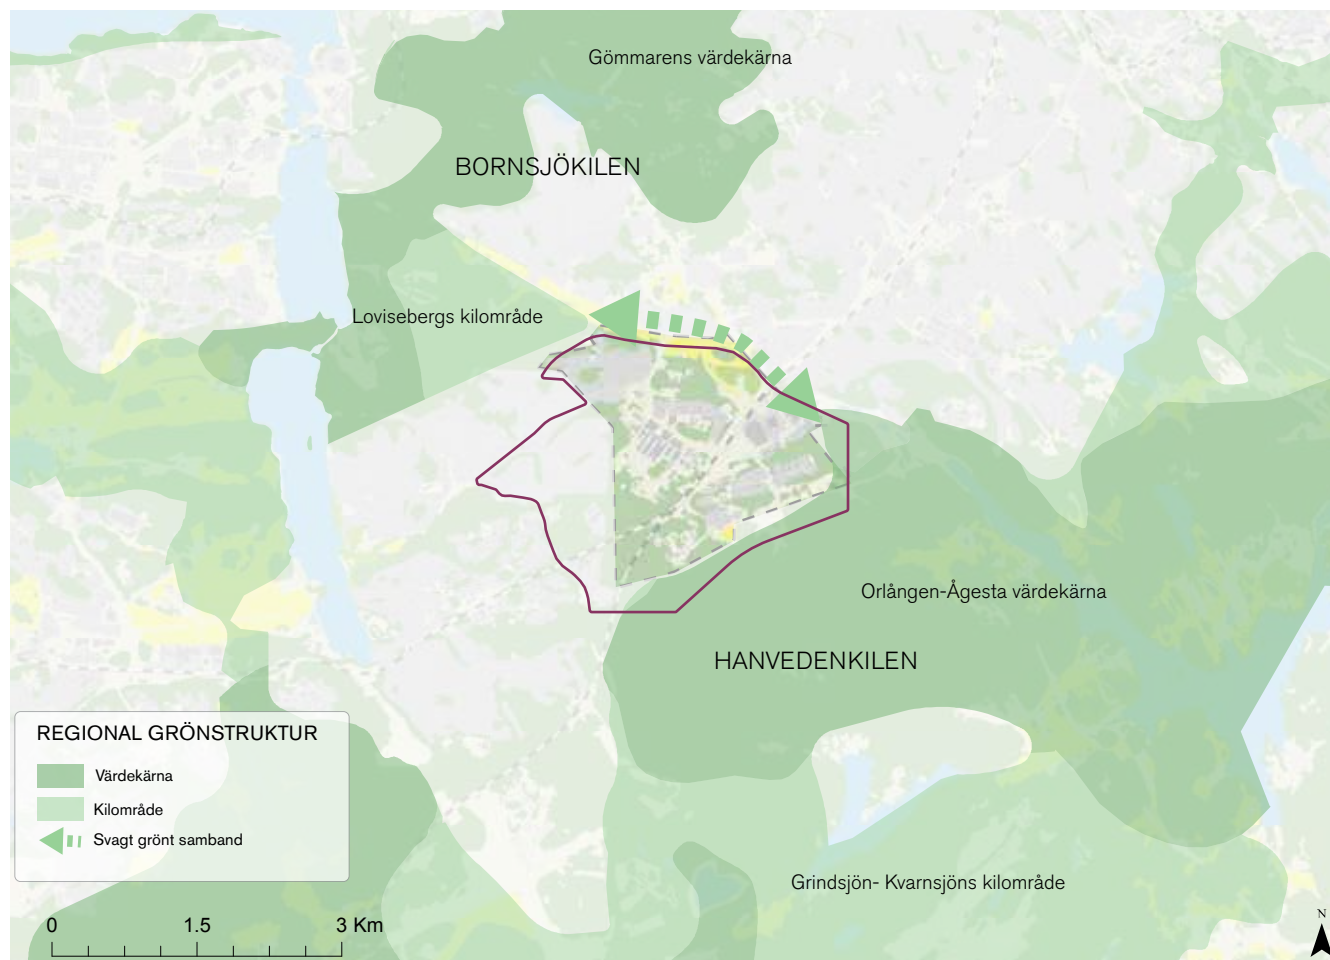 Gömmarens värdekärna
BORNSJÖKILEN
Lovisebergs kilområde
Orlången-Ågesta värdekärna
HANVEDENKILEN
REGIONAL GRÖNSTRUKTUR
Värdekärna
Kilområde
Svagt grönt samband
Grindsjön- Kvarnsjöns kilområde
0 1.5 3 Km
N